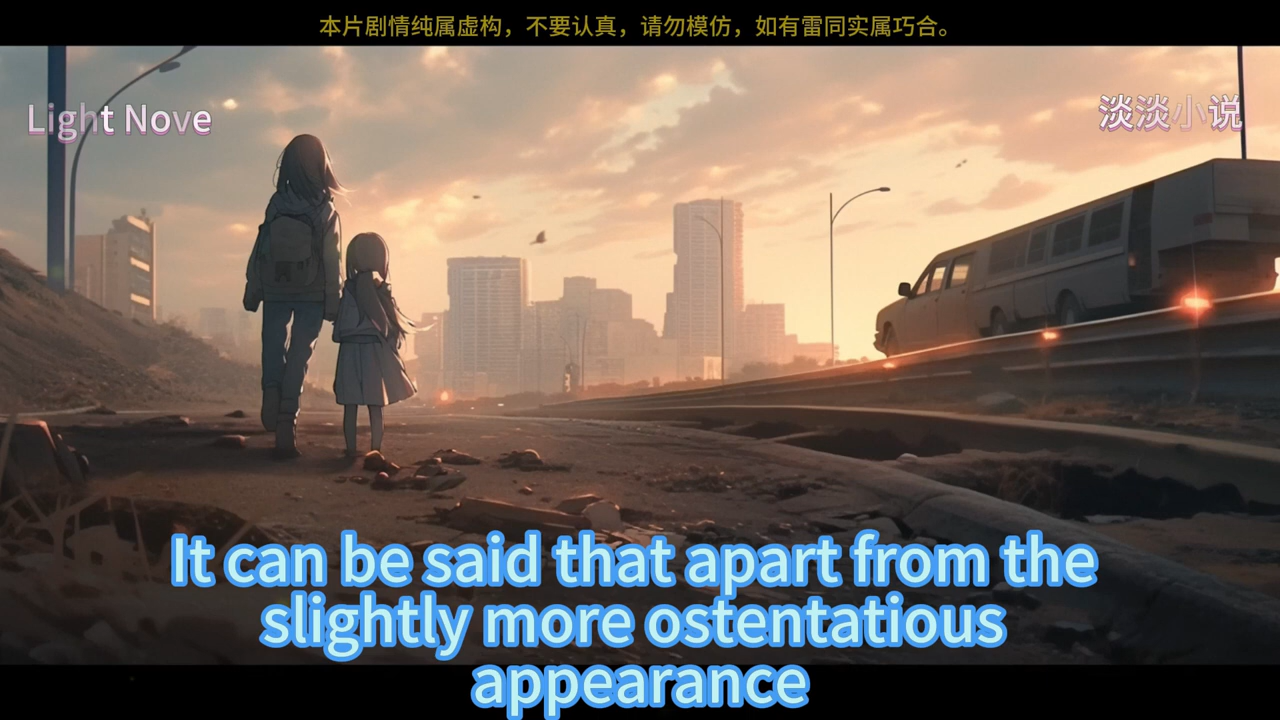 本片剧情纯属虚构，不要认真，请勿模仿，如有雷同实属巧合。
Light Nove
淡淡小说
It can be said that apart from the
slightly more ostentatious
appearance